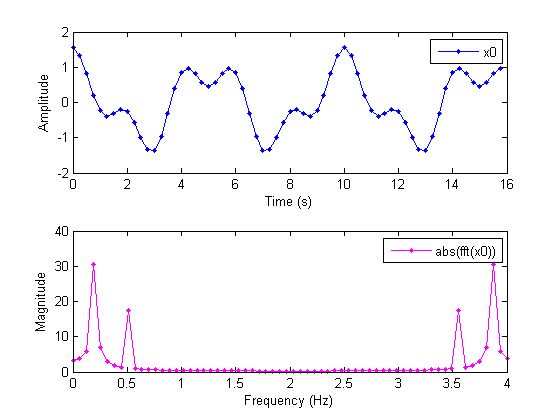 2
1
0
-1
-2
Amplitude
x0
0 2 4 6 8 10 12 14 16
Time (s)
40
30
20
10
0
Magnitude
abs(fft(x0))
0 0.5 1 1.5 2 2.5 3 3.5 4
Frequency (Hz)